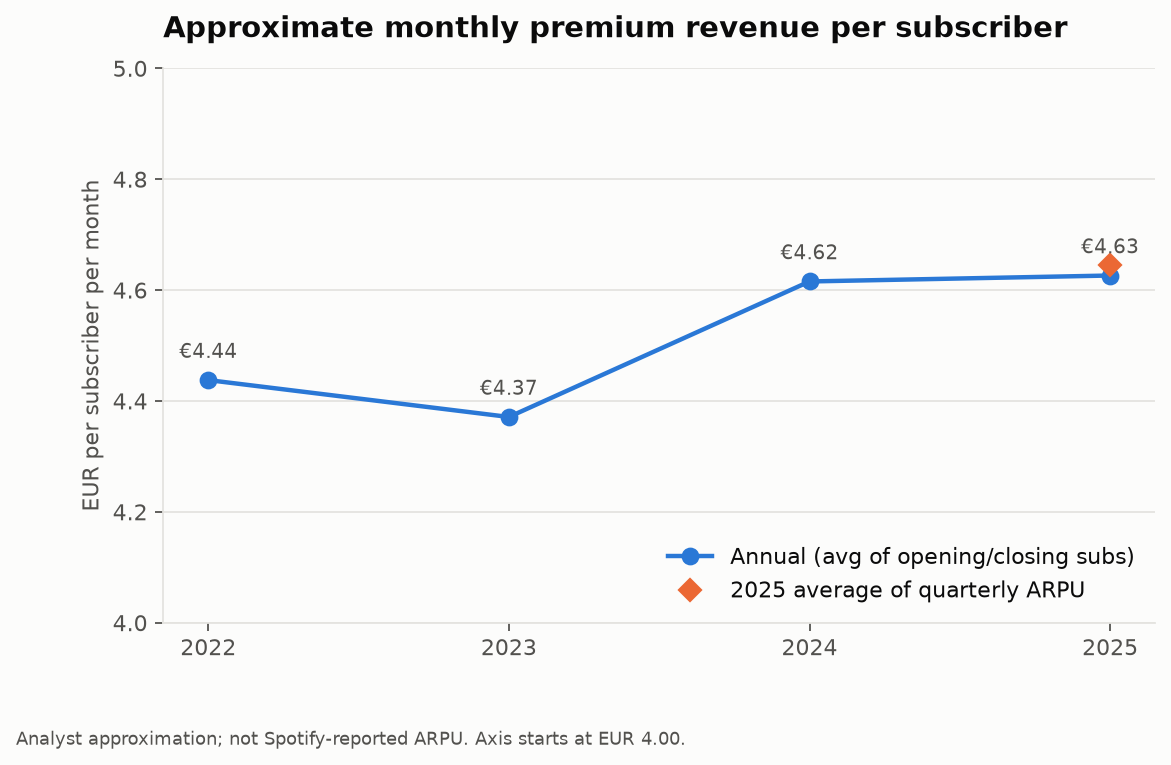 Approximate monthly premium revenue per subscriber
EUR per subscriber per month
5.0
4.8
4.6
4.4
4.2
4.0
€4.44
€4.37
€4.62
€4.63
Annual (avg of opening/closing subs)
2025 average of quarterly ARPU
2022
2023
2024
2025
Analyst approximation; not Spotify-reported ARPU. Axis starts at EUR 4.00.